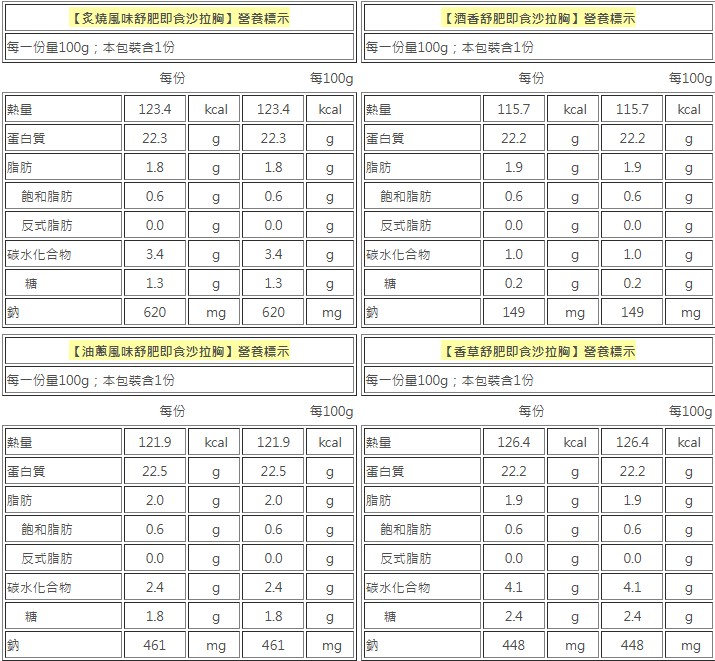 【炙燒風味舒肥即食沙拉胸】營養標示
每一份量100g；本包裝含1份
每份 每100g
熱量 123.4 kcal 123.4 kcal
蛋白質 22.3 g 22.3 g
脂肪 1.8 g 1.8 g
飽和脂肪 0.6 g 0.6 g
反式脂肪 0.0 g 0.0 g
碳水化合物 3.4 g 3.4 g
糖 1.3 g 1.3 g
鈉 620 mg 620 mg
【酒香舒肥即食沙拉胸】營養標示
每一份量100g；本包裝含1份
每份 每100g
熱量 115.7 kcal 115.7 kcal
蛋白質 22.2 g 22.2 g
脂肪 1.9 g 1.9 g
飽和脂肪 0.6 g 0.6 g
反式脂肪 0.0 g 0.0 g
碳水化合物 1.0 g 1.0 g
糖 0.2 g 0.2 g
鈉 149 mg 149 mg
【油蔥風味舒肥即食沙拉胸】營養標示
每一份量100g；本包裝含1份
每份 每100g
熱量 121.9 kcal 121.9 kcal
蛋白質 22.5 g 22.5 g
脂肪 2.0 g 2.0 g
飽和脂肪 0.6 g 0.6 g
反式脂肪 0.0 g 0.0 g
碳水化合物 2.4 g 2.4 g
糖 1.8 g 1.8 g
鈉 461 mg 461 mg
【香草舒肥即食沙拉胸】營養標示
每一份量100g；本包裝含1份
每份 每100g
熱量 126.4 kcal 126.4 kcal
蛋白質 22.2 g 22.2 g
脂肪 1.9 g 1.9 g
飽和脂肪 0.6 g 0.6 g
反式脂肪 0.0 g 0.0 g
碳水化合物 4.1 g 4.1 g
糖 2.4 g 2.4 g
鈉 448 mg 448 mg